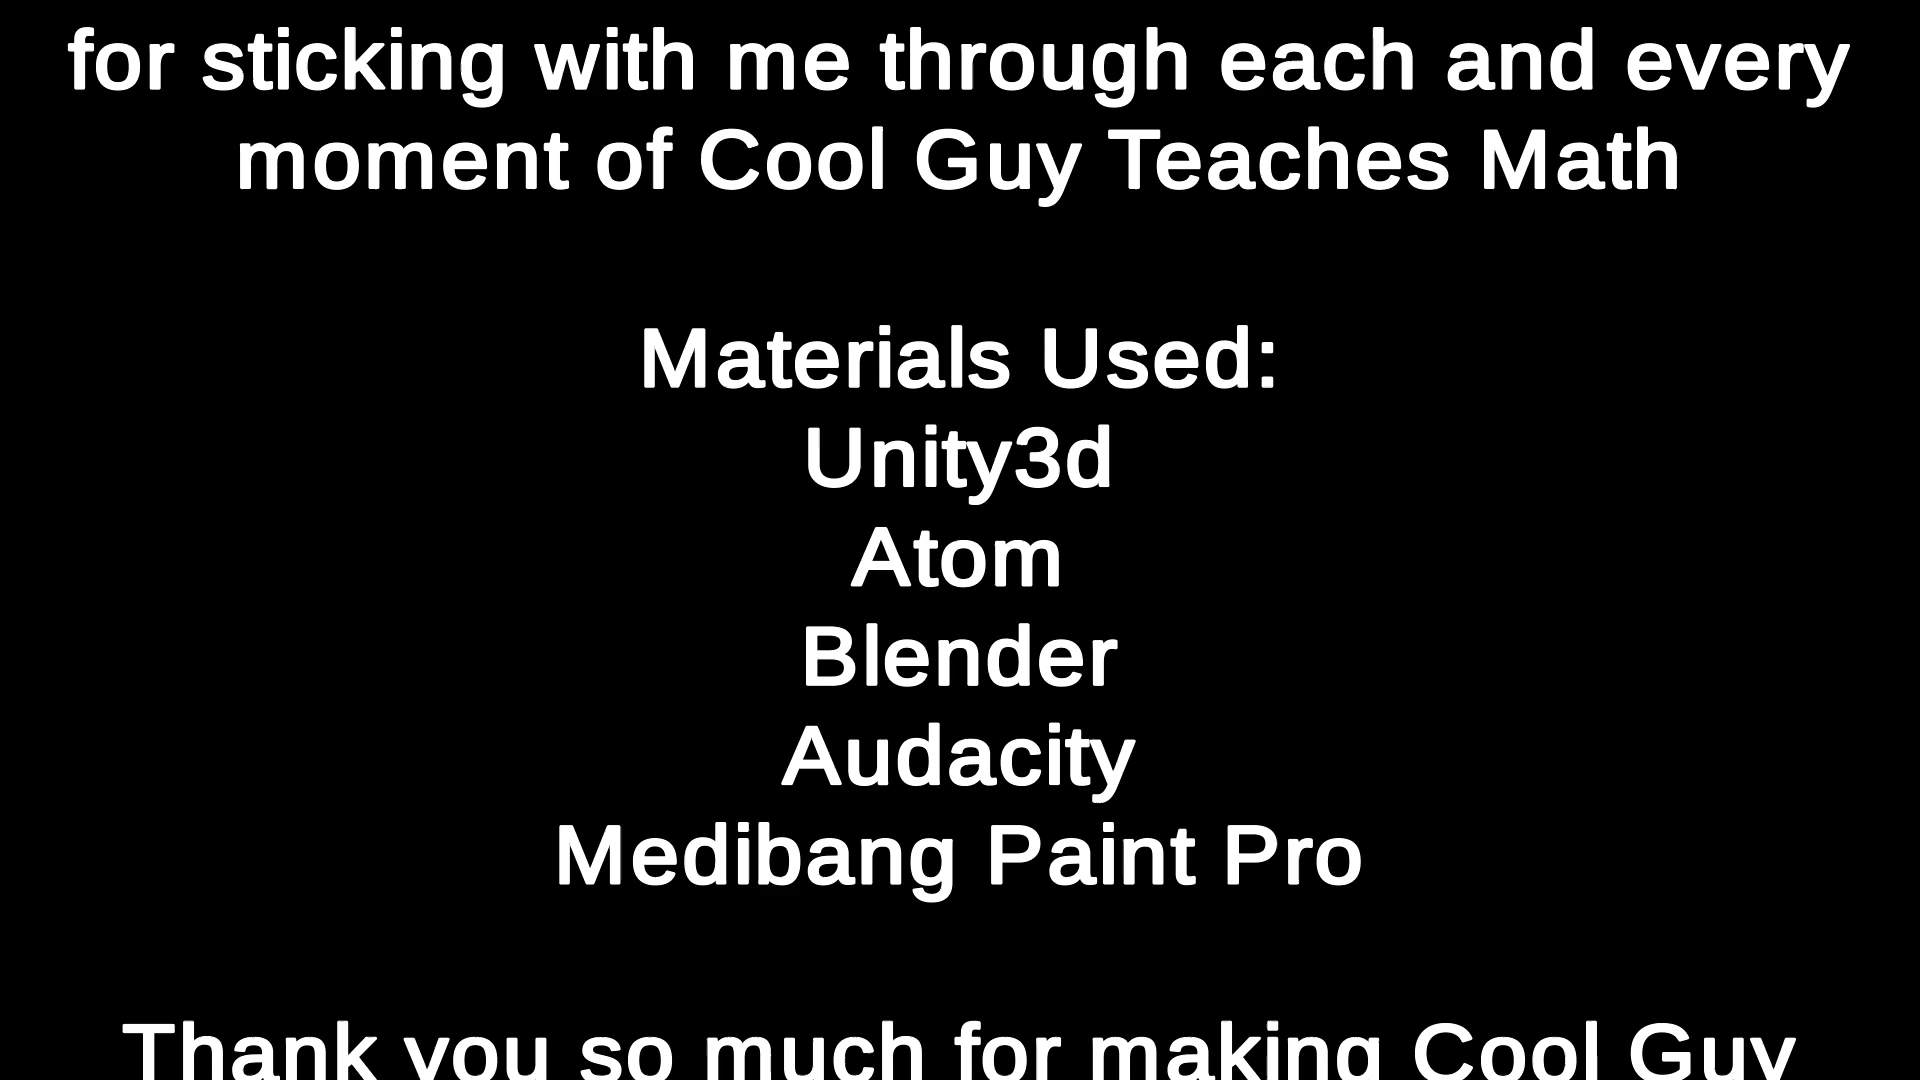 for sticking with me through each and every
moment of Cool Guy Teaches Math
Materials Used:
Unity3d
Atom
Blender
Audacity
Medibang Paint Pro
Thank you so much for making Cool Guy